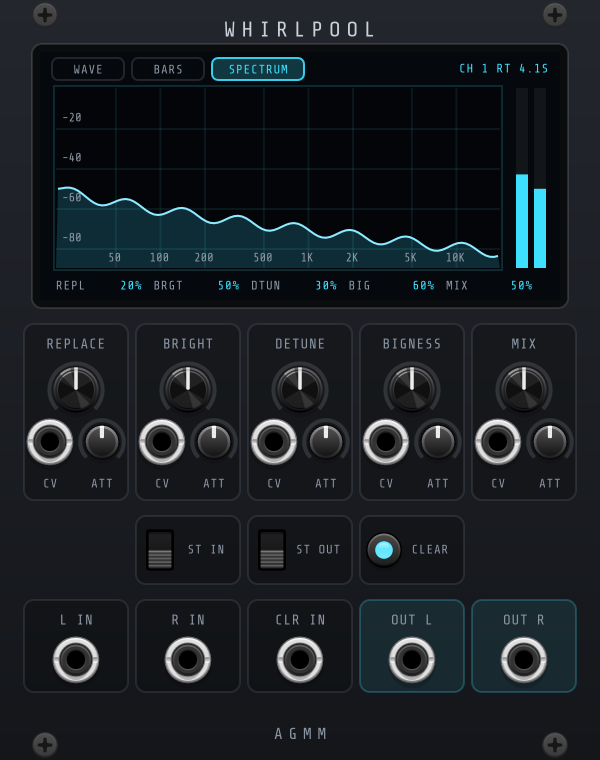 WHIRLPOOL
WAVE BARS SPECTRUM CH 1 RT 4.1S
-20
-40
-60
-80
50 100 200 500 1K 2K 5K 10K
REPL 20% BRGT 50% DTUN 30% BIG 60% MIX 50%
REPLACE BRIGHT DETUNE BIGNESS MIX
CV ATT CV ATT CV ATT CV ATT CV ATT
ST IN ST OUT CLEAR
L IN R IN CLR IN OUT L OUT R
AGMM